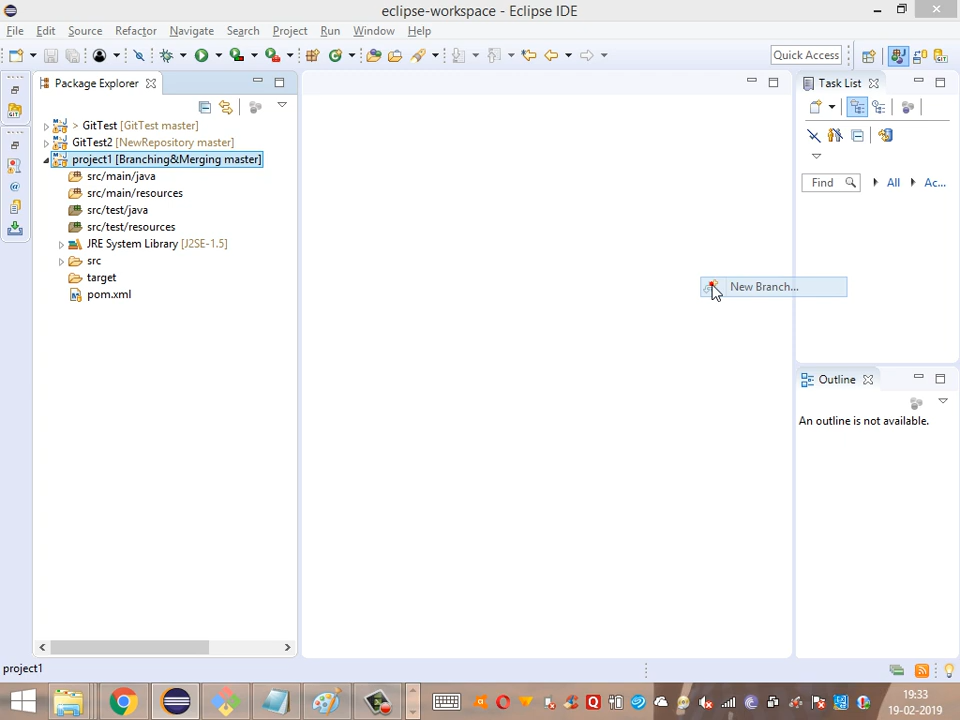 eclipse-workspace - Eclipse IDE
File Edit Source Refactor Navigate Search Project Run Window Help
Quick Access
Package Explorer
Task List
> GitTest [GitTest master]
GitTest2 [NewRepository master]
project1 [Branching&Merging master]
src/main/java
src/main/resources
src/test/java
src/test/resources
JRE System Library [J2SE-1.5]
src
target
pom.xml
Find All Ac...
New Branch...
Outline
An outline is not available.
project1
19:33
19-02-2019